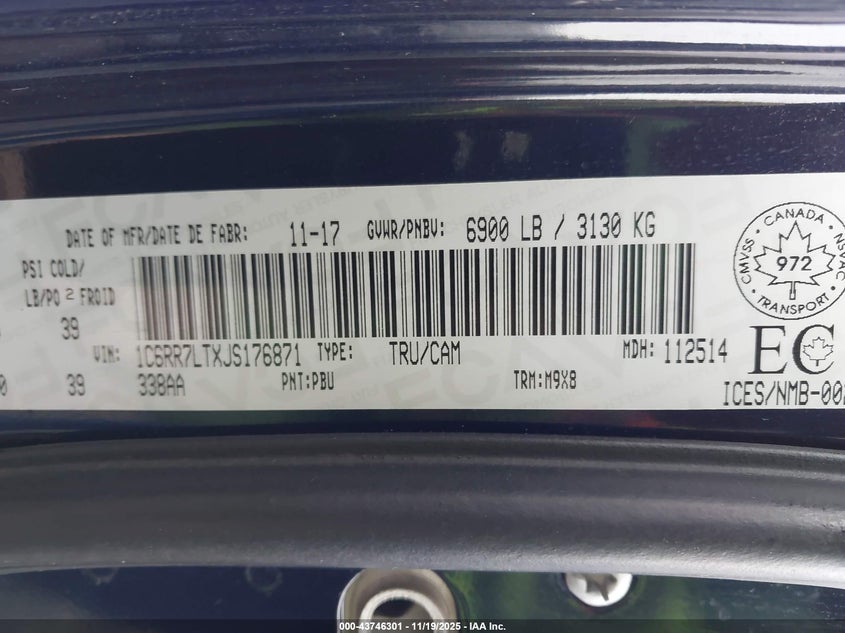 DATE OF MFR/DATE DE FABR: 11-17 GVWR/PNBV: 6900 LB / 3130 KG
PSI COLD/
LB/PO 2 FROID
39
VIN: 1C6RR7LTXJS176871 TYPE: TRU/CAM MDH: 112514
0 39 338AA PNT:PBU TRM:M9X8
CANADA
CMVSS
972
NSVAC
TRANSPORT
EC
ICES/NMB-002
000-43746301 - 11/19/2025 - IAA Inc.